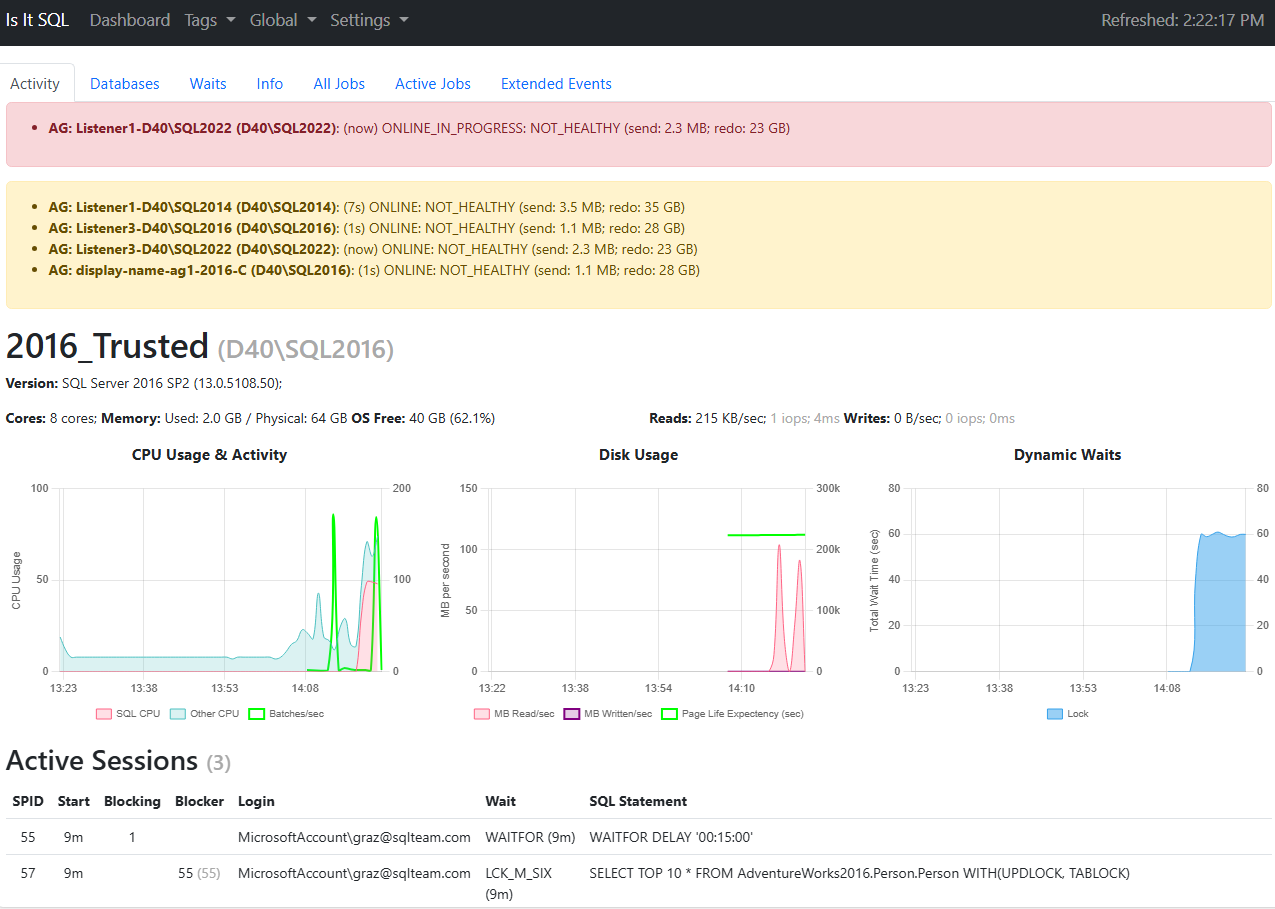 Is It SQL Dashboard Tags Global Settings Refreshed: 2:22:17 PM
Activity Databases Waits Info All Jobs Active Jobs Extended Events
• AG: Listener1-D40\SQL2022 (D40\SQL2022): (now) ONLINE_IN_PROGRESS: NOT_HEALTHY (send: 2.3 MB; redo: 23 GB)
• AG: Listener1-D40\SQL2014 (D40\SQL2014): (7s) ONLINE: NOT_HEALTHY (send: 3.5 MB; redo: 35 GB)
• AG: Listener3-D40\SQL2016 (D40\SQL2016): (1s) ONLINE: NOT_HEALTHY (send: 1.1 MB; redo: 28 GB)
• AG: Listener3-D40\SQL2022 (D40\SQL2022): (now) ONLINE: NOT_HEALTHY (send: 2.3 MB; redo: 23 GB)
• AG: display-name-ag1-2016-C (D40\SQL2016): (1s) ONLINE: NOT_HEALTHY (send: 1.1 MB; redo: 28 GB)
2016_Trusted (D40\SQL2016)
Version: SQL Server 2016 SP2 (13.0.5108.50);
Cores: 8 cores; Memory: Used: 2.0 GB / Physical: 64 GB OS Free: 40 GB (62.1%) Reads: 215 KB/sec; 1 iops; 4ms Writes: 0 B/sec; 0 iops; 0ms
CPU Usage & Activity
100 200
50 100
0 0
CPU Usage
13:23 13:38 13:53 14:08
SQL CPU Other CPU Batches/sec
Disk Usage
150 300k
100 200k
50 100k
0 0
MB per second
13:22 13:38 13:54 14:10
MB Read/sec MB Written/sec Page Life Expectency (sec)
Dynamic Waits
80 80
60 60
40 40
20 20
0 0
Total Wait Time (sec)
13:23 13:38 13:53 14:08
Lock
Active Sessions (3)
SPID Start Blocking Blocker Login Wait SQL Statement
55 9m 1 MicrosoftAccount\graz@sqlteam.com WAITFOR (9m) WAITFOR DELAY '00:15:00'
57 9m 55 (55) MicrosoftAccount\graz@sqlteam.com LCK_M_SIX SELECT TOP 10 * FROM AdventureWorks2016.Person.Person WITH(UPDLOCK, TABLOCK)
(9m)